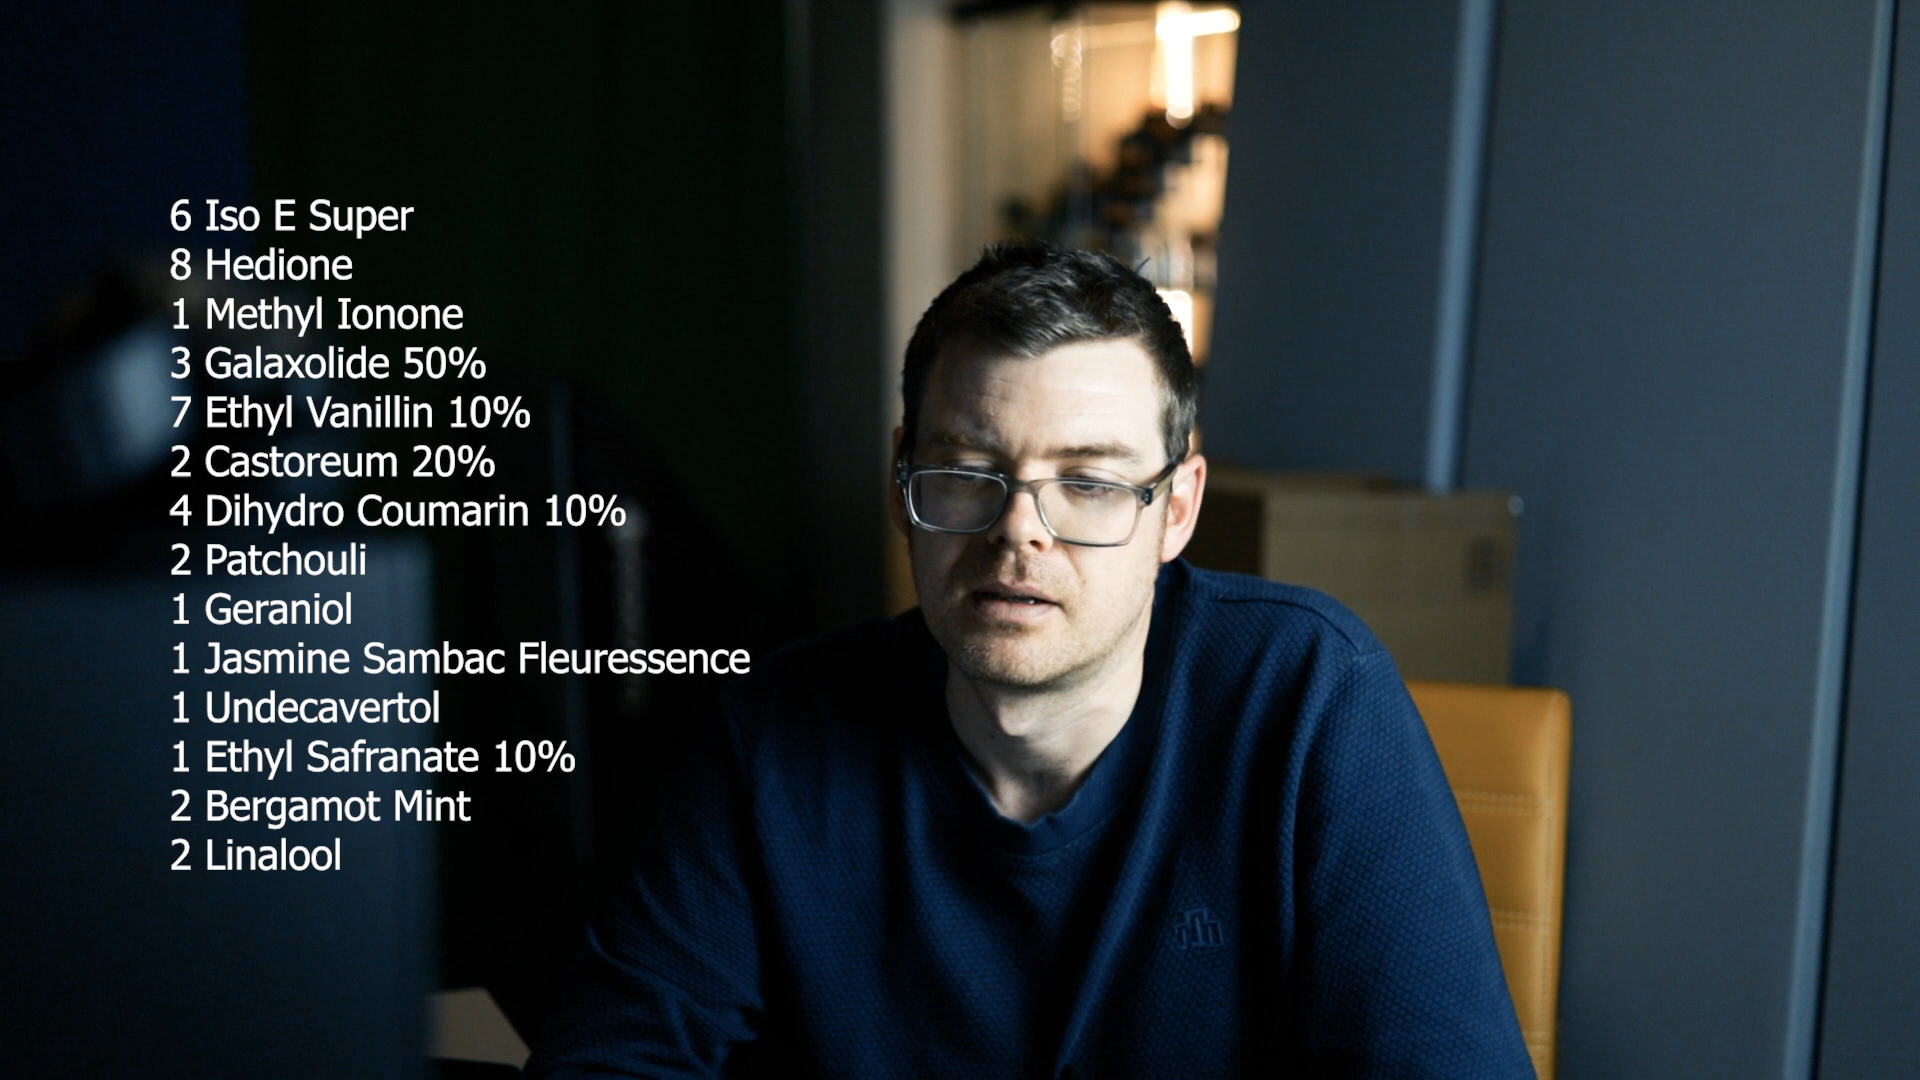 6 Iso E Super
8 Hedione
1 Methyl Ionone
3 Galaxolide 50%
7 Ethyl Vanillin 10%
2 Castoreum 20%
4 Dihydro Coumarin 10%
2 Patchouli
1 Geraniol
1 Jasmine Sambac Fleuressence
1 Undecavertol
1 Ethyl Safranate 10%
2 Bergamot Mint
2 Linalool